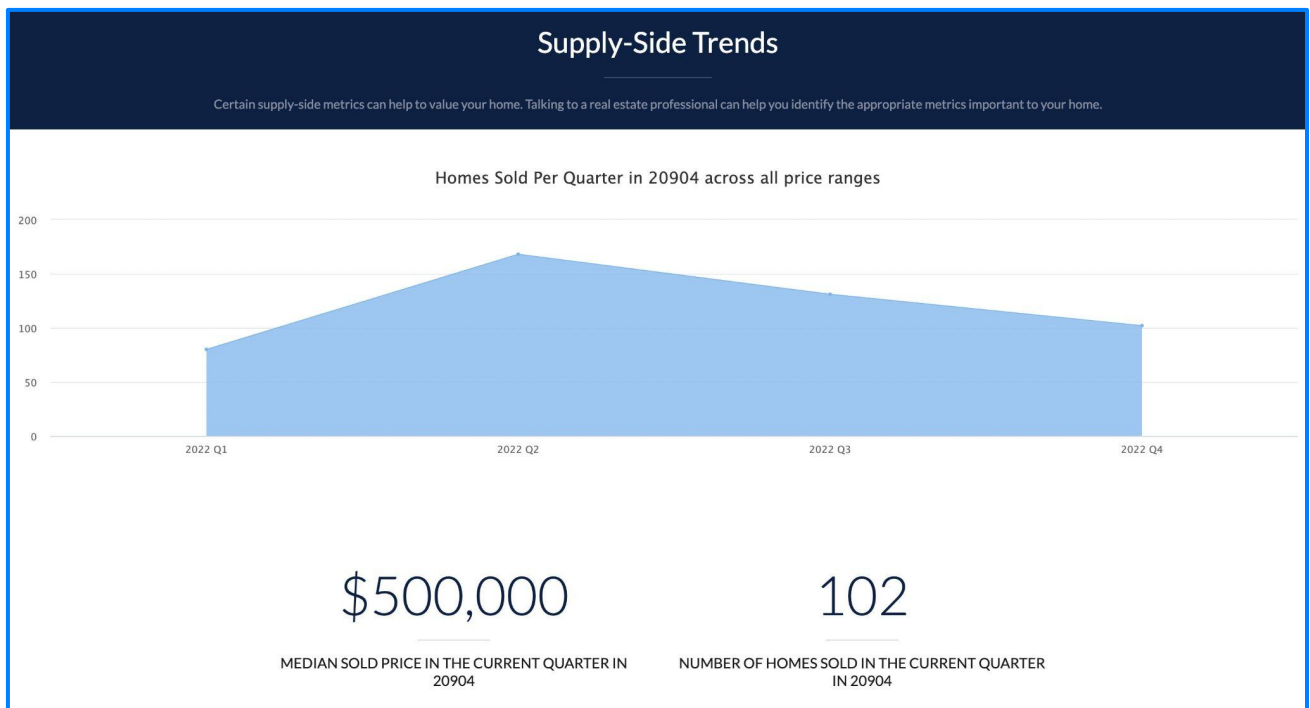 Supply-Side Trends
Certain supply-side metrics can help to value your home. Talking to a real estate professional can help you identify the appropriate metrics important to your home.
Homes Sold Per Quarter in 20904 across all price ranges
200
150
100
50
0
2022 Q1
2022 Q2
2022 Q3
2022 Q4
$500,000
MEDIAN SOLD PRICE IN THE CURRENT QUARTER IN
20904
102
NUMBER OF HOMES SOLD IN THE CURRENT QUARTER
IN 20904